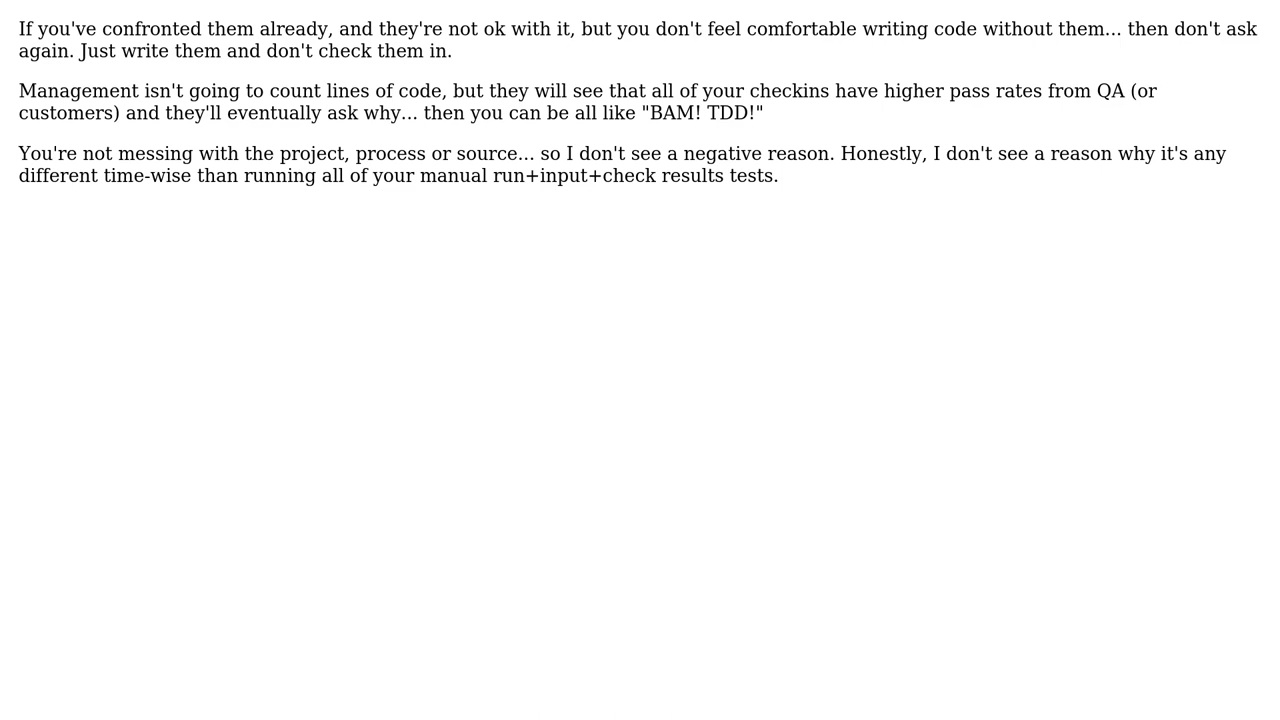 If you've confronted them already, and they're not ok with it, but you don't feel comfortable writing code without them... then don't ask
again. Just write them and don't check them in.
Management isn't going to count lines of code, but they will see that all of your checkins have higher pass rates from QA (or
customers) and they'll eventually ask why... then you can be all like "BAM! TDD!"
You're not messing with the project, process or source... so I don't see a negative reason. Honestly, I don't see a reason why it's any
different time-wise than running all of your manual run+input+check results tests.